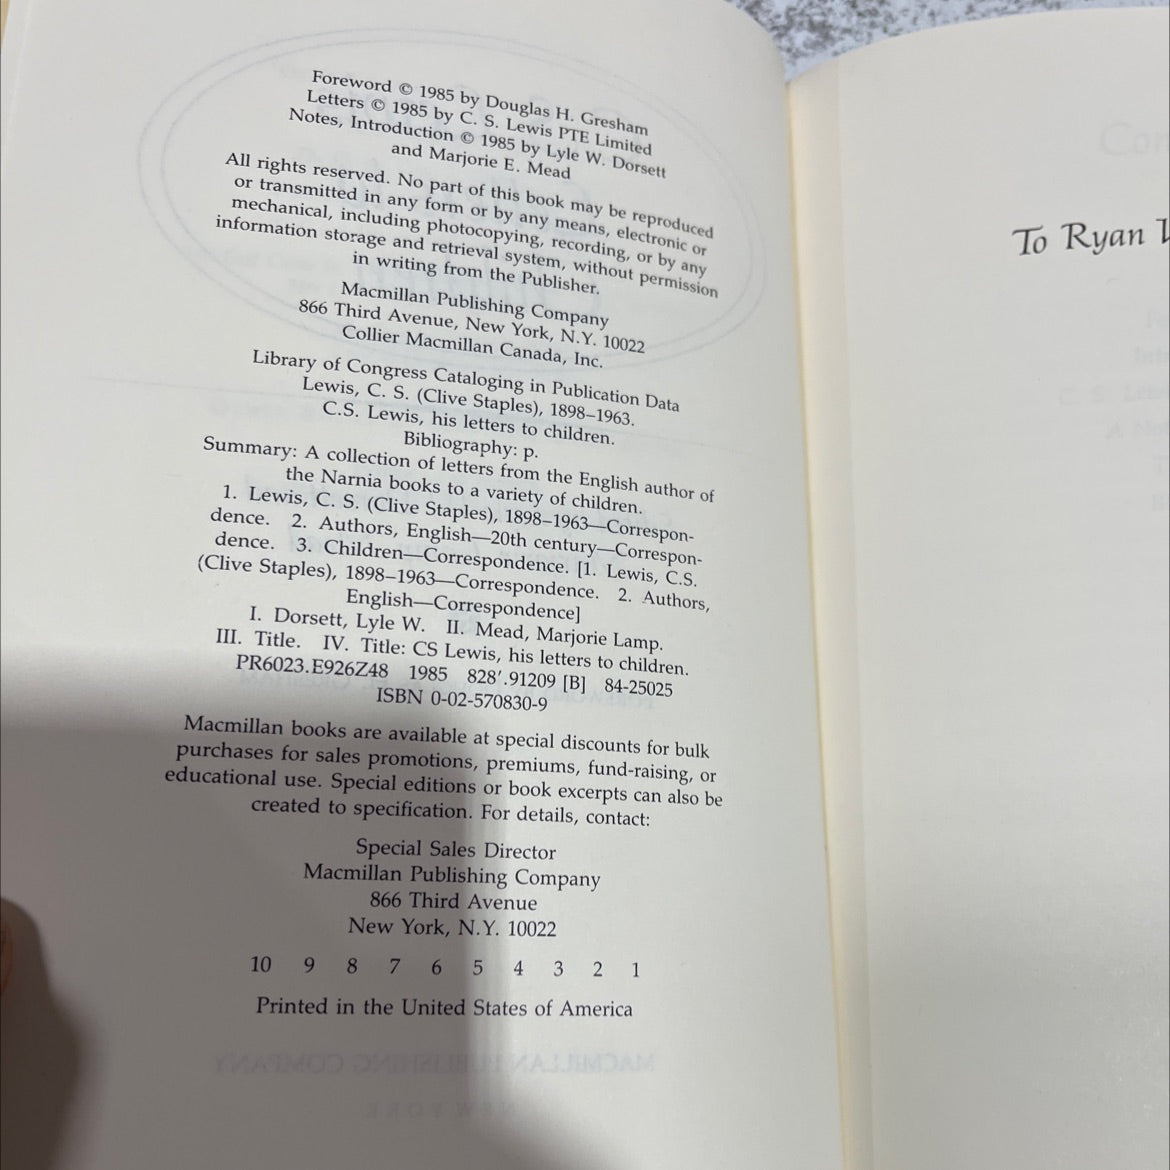 Foreword © 1985 by Douglas H. Gresham
Letters © 1985 by C. S. Lewis PTE Limited
Notes, Introduction © 1985 by Lyle W. Dorsett
and Marjorie E. Mead
All rights reserved. No part of this book may be reproduced
or transmitted in any form or by any means, electronic or
mechanical, including photocopying, recording, or by any
information storage and retrieval system, without permission
in writing from the Publisher.
Macmillan Publishing Company
866 Third Avenue, New York, N.Y. 10022
Collier Macmillan Canada, Inc.
Library of Congress Cataloging in Publication Data
Lewis, C. S. (Clive Staples), 1898–1963.
C.S. Lewis, his letters to children.
Bibliography: p.
Summary: A collection of letters from the English author of
the Narnia books to a variety of children.
1. Lewis, C. S. (Clive Staples), 1898–1963—Correspon-
dence. 2. Authors, English—20th century—Correspon-
dence. 3. Children—Correspondence. [1. Lewis, C.S.
(Clive Staples), 1898–1963—Correspondence. 2. Authors,
English—Correspondence]
I. Dorsett, Lyle W. II. Mead, Marjorie Lamp.
III. Title. IV. Title: CS Lewis, his letters to children.
PR6023.E926Z48 1985 828′.91209 [B] 84-25025
ISBN 0-02-570830-9
Macmillan books are available at special discounts for bulk
purchases for sales promotions, premiums, fund-raising, or
educational use. Special editions or book excerpts can also be
created to specification. For details, contact:
Special Sales Director
Macmillan Publishing Company
866 Third Avenue
New York, N.Y. 10022
10 9 8 7 6 5 4 3 2 1
Printed in the United States of America
To Ryan